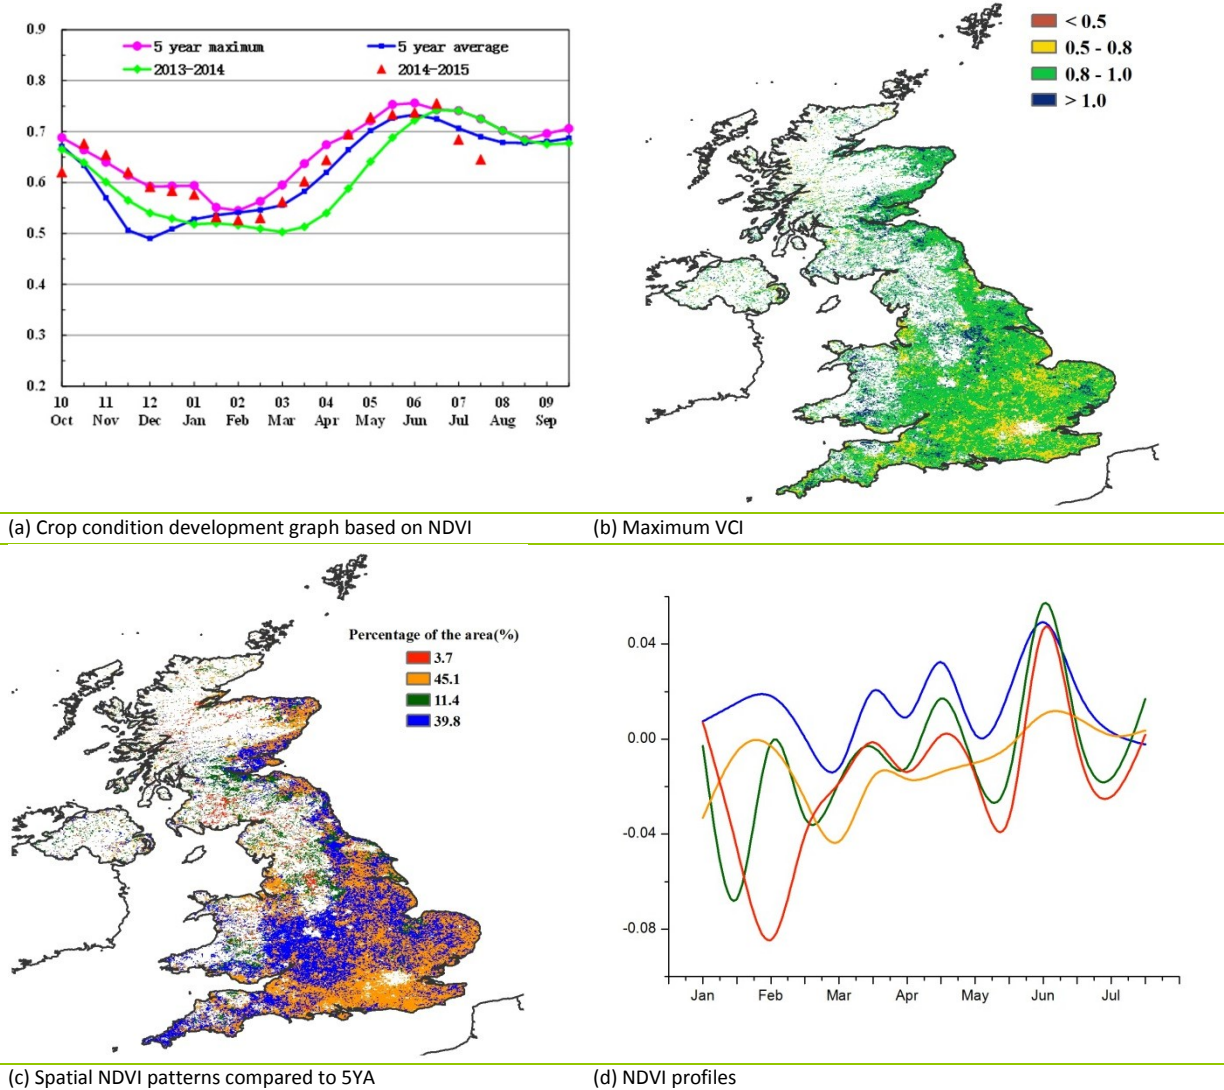 0.9
0.8
0.7
0.6
0.5
0.4
0.3
0.2
5 year maximum 5 year average
2013-2014 2014-2015
10 11 12 01 02 03 04 05 06 07 08 09
Oct Nov Dec Jan Feb Mar Apr May Jun Jul Aug Sep
< 0.5
0.5 - 0.8
0.8 - 1.0
> 1.0
(a) Crop condition development graph based on NDVI (b) Maximum VCI
Percentage of the area(%)
3.7
45.1
11.4
39.8
0.04
0.00
-0.04
-0.08
Jan Feb Mar Apr May Jun Jul
(c) Spatial NDVI patterns compared to 5YA (d) NDVI profiles